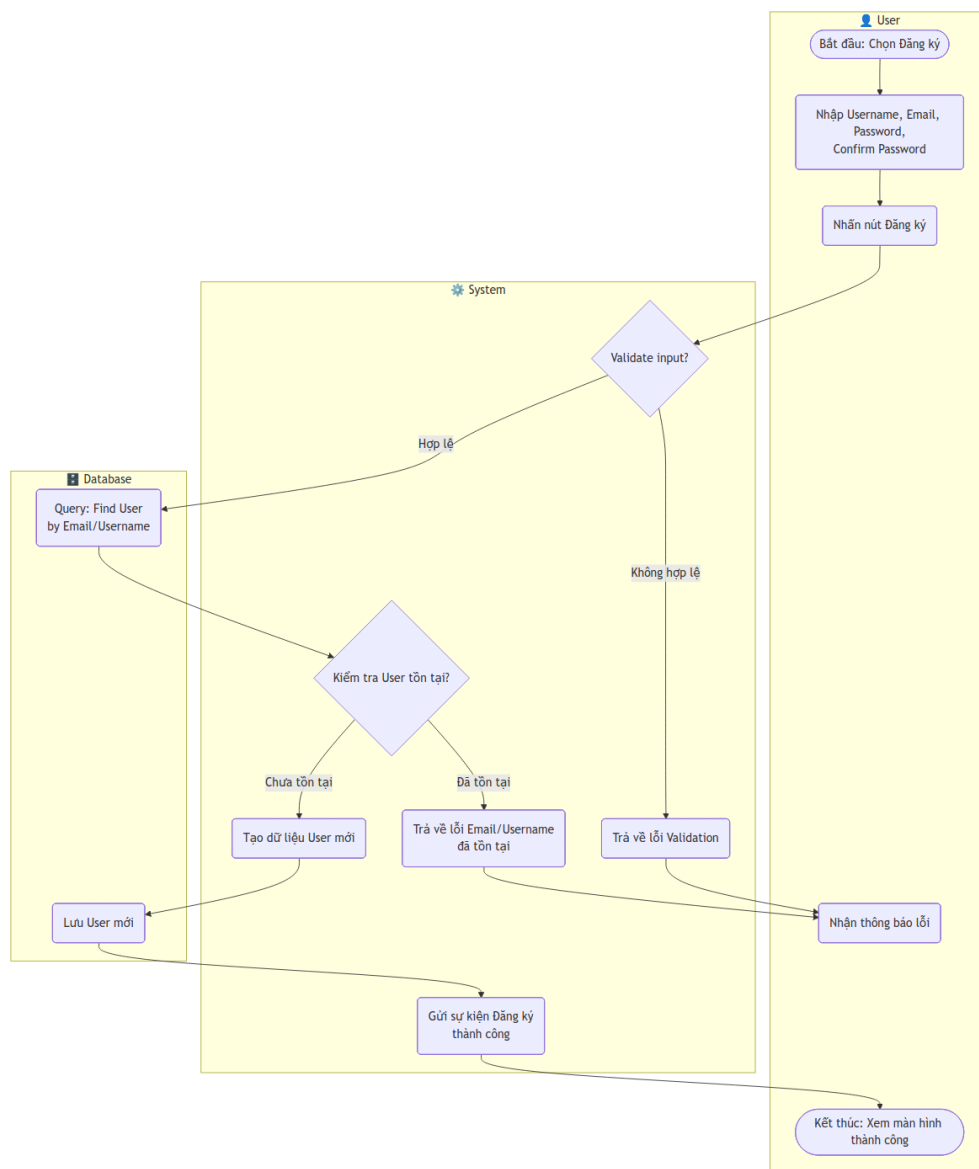 👤 User
Bắt đầu: Chọn Đăng ký
Nhập Username, Email,
Password,
Confirm Password
Nhấn nút Đăng ký
⚙️ System
Validate input?
Hợp lệ
🗄️ Database
Query: Find User
by Email/Username
Không hợp lệ
Kiểm tra User tồn tại?
Chưa tồn tại
Đã tồn tại
Tạo dữ liệu User mới
Trả về lỗi Email/Username
đã tồn tại
Trả về lỗi Validation
Lưu User mới
Nhận thông báo lỗi
Gửi sự kiện Đăng ký
thành công
Kết thúc: Xem màn hình
thành công